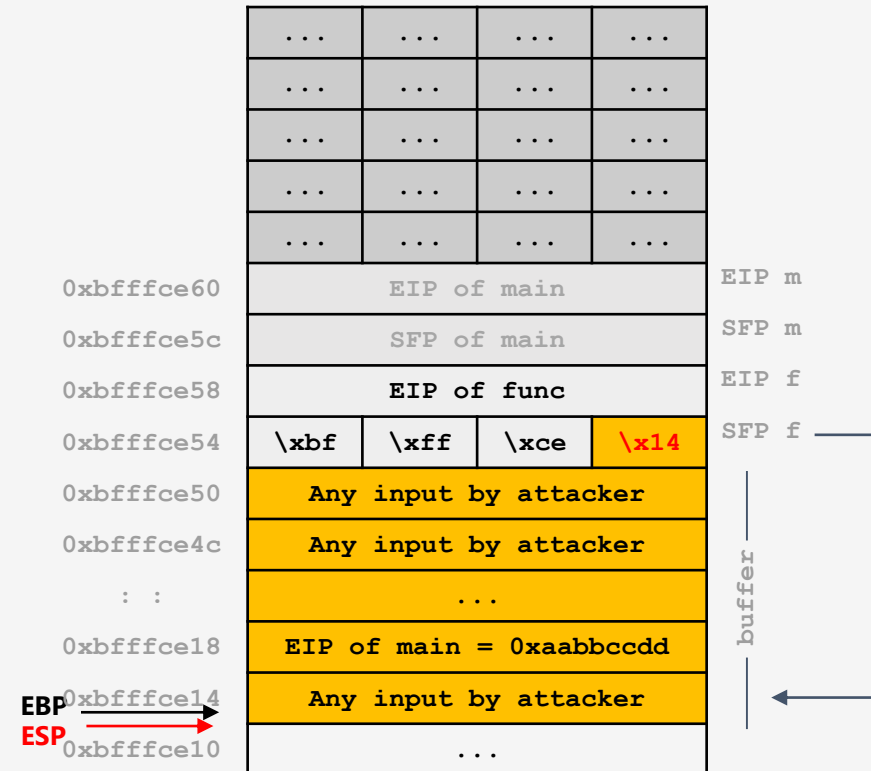 ... ... ... ...
... ... ... ...
... ... ... ...
... ... ... ...
... ... ... ...
0xbfffce60 EIP of main EIP m
0xbfffce5c SFP of main SFP m
0xbfffce58 EIP of func EIP f
0xbfffce54 \xbf \xff \xce \x14 SFP f
0xbfffce50 Any input by attacker
0xbfffce4c Any input by attacker
: : ...
buffer
0xbfffce18 EIP of main = 0xaabbccdd
EBP 0xbfffce14 Any input by attacker
ESP
0xbfffce10 ...